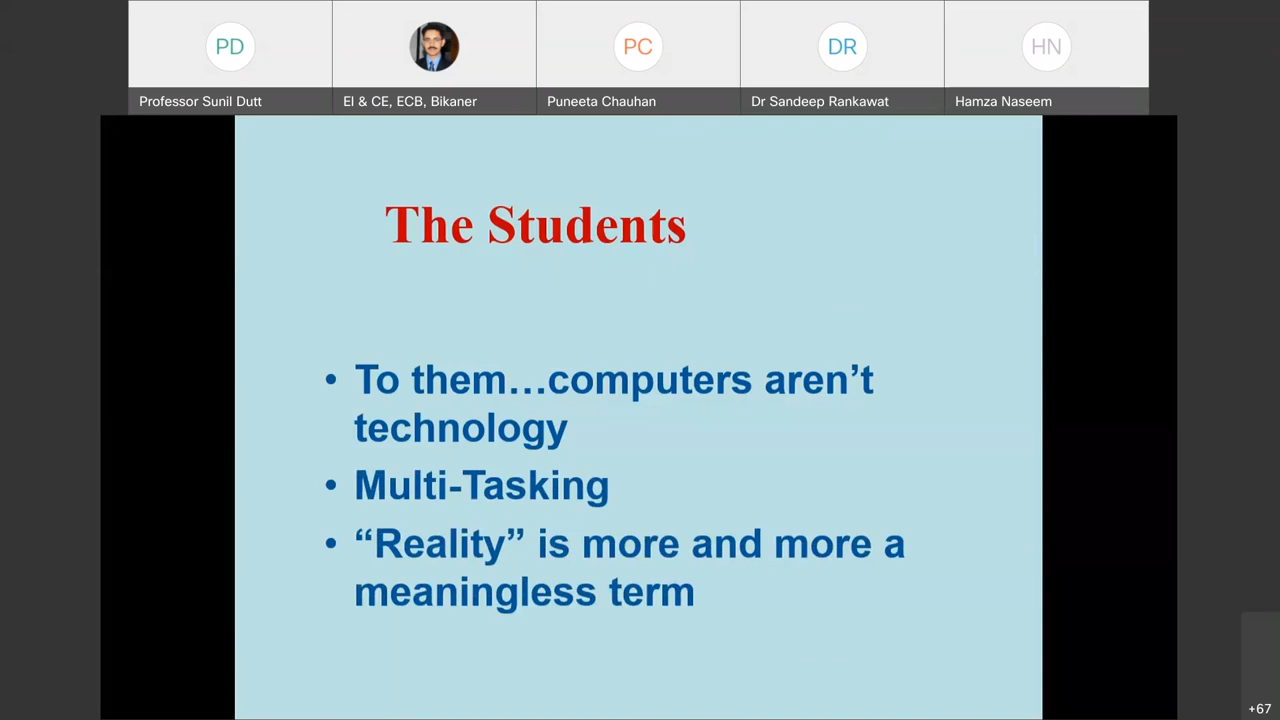 PD
PC
DR
HN
Professor Sunil Dutt
EI & CE, ECB, Bikaner
Puneeta Chauhan
Dr Sandeep Rankawat
Hamza Naseem
The Students
• To them…computers aren’t
technology
• Multi-Tasking
• “Reality” is more and more a
meaningless term
+67